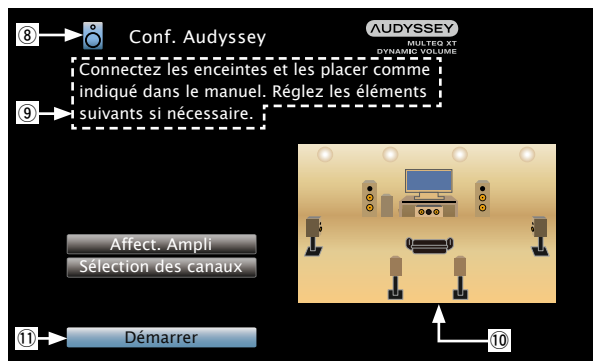 ⑧ Conf. Audyssey
AUDYSSEY
MULTEQ XT
DYNAMIC VOLUME
Connectez les enceintes et les placer comme
indiqué dans le manuel. Réglez les éléments
⑨ suivants si nécessaire.
Affect. Ampli
Sélection des canaux
⑪ Démarrer
⑩